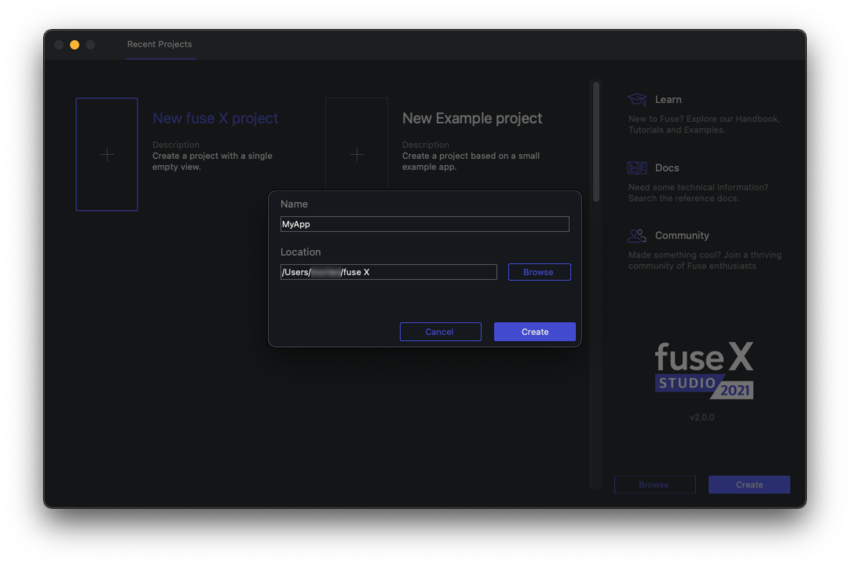 Recent Projects
New fuse X project
Description
Create a project with a single
empty view.
New Example project
Description
Create a project based on a small
example app.
Name
MyApp
Location
/Users/ /fuse X
Browse
Cancel
Create
Learn
New to Fuse? Explore our Handbook,
Tutorials and Examples.
Docs
Need some technical information?
Search the reference docs.
Community
Made something cool? Join a thriving
community of Fuse enthusiasts
fuse X
STUDIO 2021
v2.0.0
Browse
Create